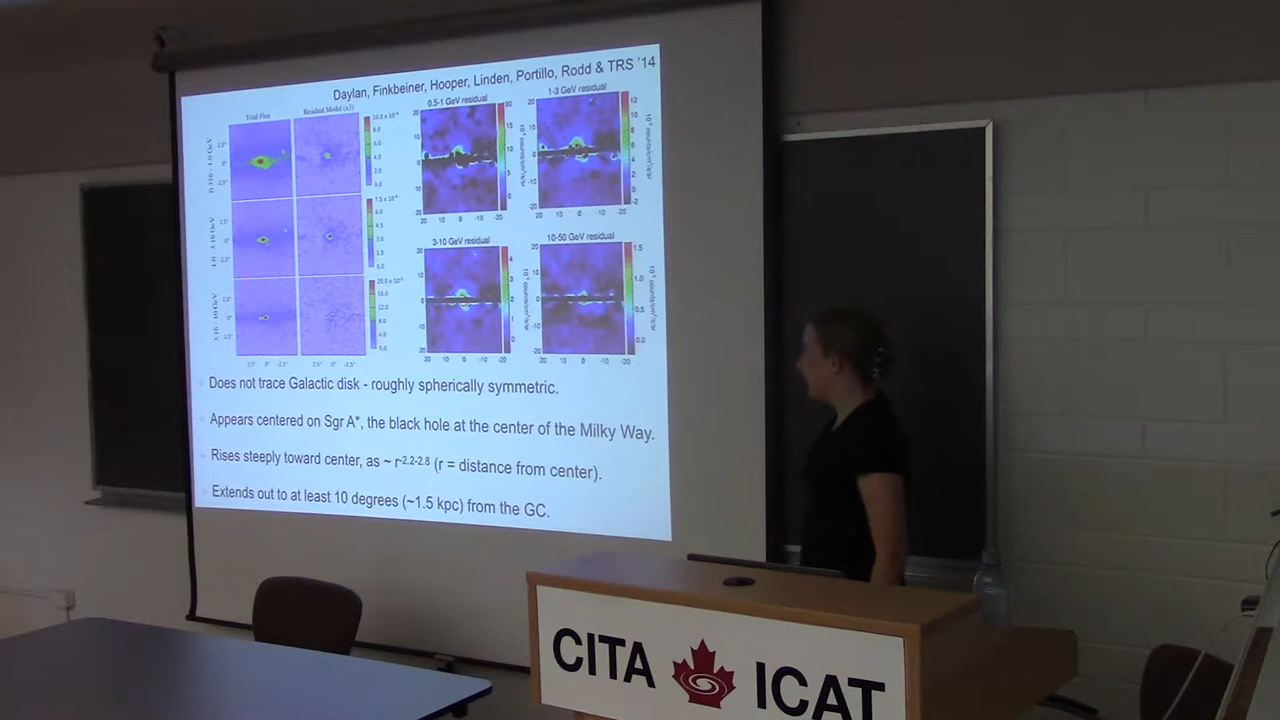 Daylan, Finkbeiner, Hooper, Linden, Portillo, Rodd & TRS '14
Total Flux
Residual Model (x3)
0.5-1 GeV residual
1-3 GeV residual
3-10 GeV residual
10-50 GeV residual
Does not trace Galactic disk - roughly spherically symmetric.
Appears centered on Sgr A*, the black hole at the center of the Milky Way.
Rises steeply toward center, as ~ r-2.2-2.8 (r = distance from center).
Extends out to at least 10 degrees (~1.5 kpc) from the GC.
CITA ICAT